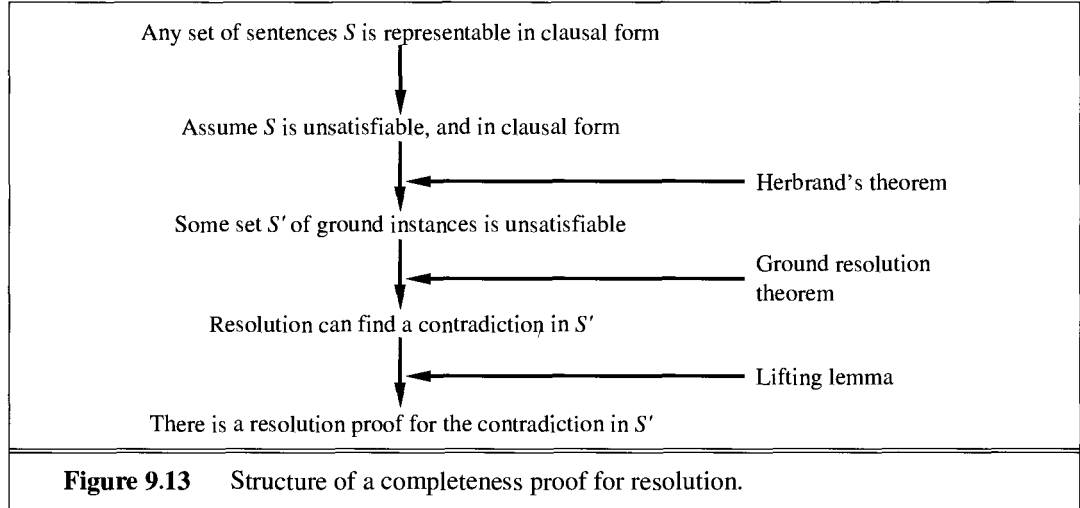 Any set of sentences S is representable in clausal form
Assume S is unsatisfiable, and in clausal form
Herbrand's theorem
Some set S' of ground instances is unsatisfiable
Ground resolution
theorem
Resolution can find a contradiction in S'
Lifting lemma
There is a resolution proof for the contradiction in S'
Figure 9.13 Structure of a completeness proof for resolution.